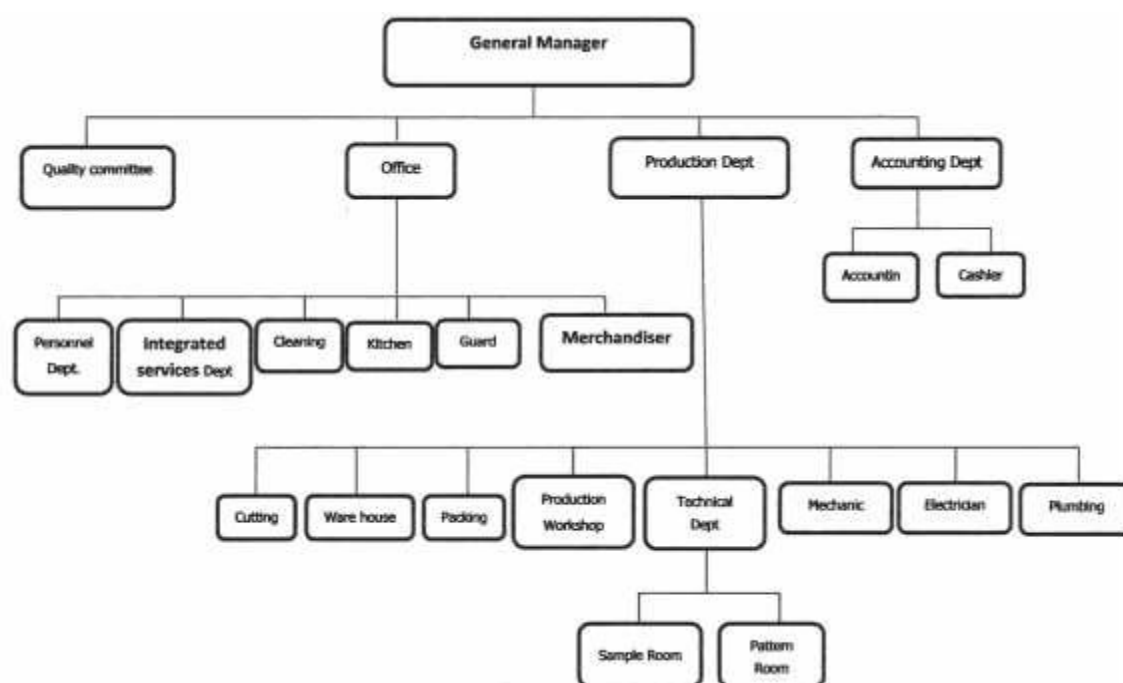 General Manager
Quality committee
Office
Production Dept
Accounting Dept
Accountin
Cashier
Personnel
Dept.
Integrated
services Dept
Cleaning
Kitchen
Guard
Merchandiser
Cutting
Ware house
Packing
Production
Workshop
Technical
Dept
Mechanic
Electrician
Plumbing
Sample Room
Pattern
Room